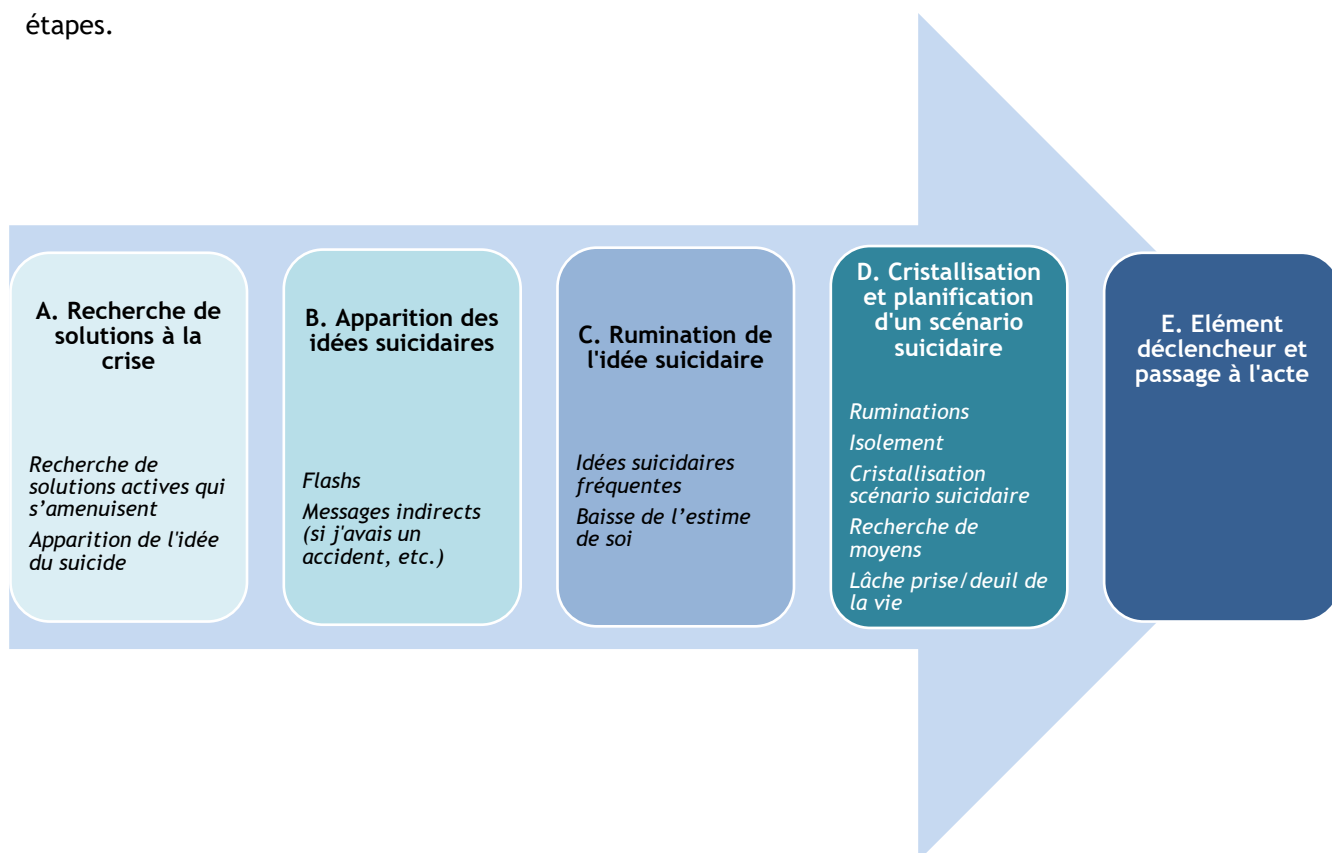 étapes.
A. Recherche de
solutions à la
crise
Recherche de
solutions actives qui
s’amenuisent
Apparition de l'idée
du suicide
B. Apparition des
idées suicidaires
Flashs
Messages indirects
(si j'avais un
accident, etc.)
C. Rumination de
l'idée suicidaire
Idées suicidaires
fréquentes
Baisse de l’estime
de soi
D. Cristallisation
et planification
d'un scénario
suicidaire
Ruminations
Isolement
Cristallisation
scénario suicidaire
Recherche de
moyens
Lâche prise/deuil de
la vie
E. Elément
déclencheur et
passage à l'acte